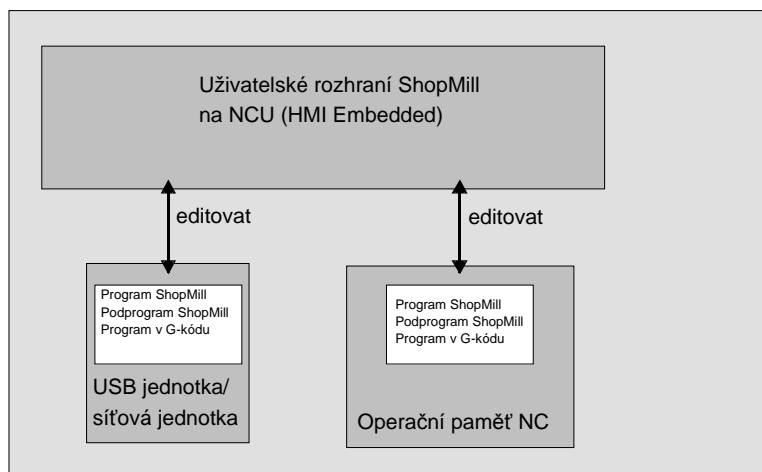 Uživatelské rozhraní ShopMill
na NCU (HMI Embedded)
editovat
editovat
Program ShopMill
Podprogram ShopMill
Program v G-kódu
USB jednotka/
síťová jednotka
Program ShopMill
Podprogram ShopMill
Program v G-kódu
Operační paměť NC